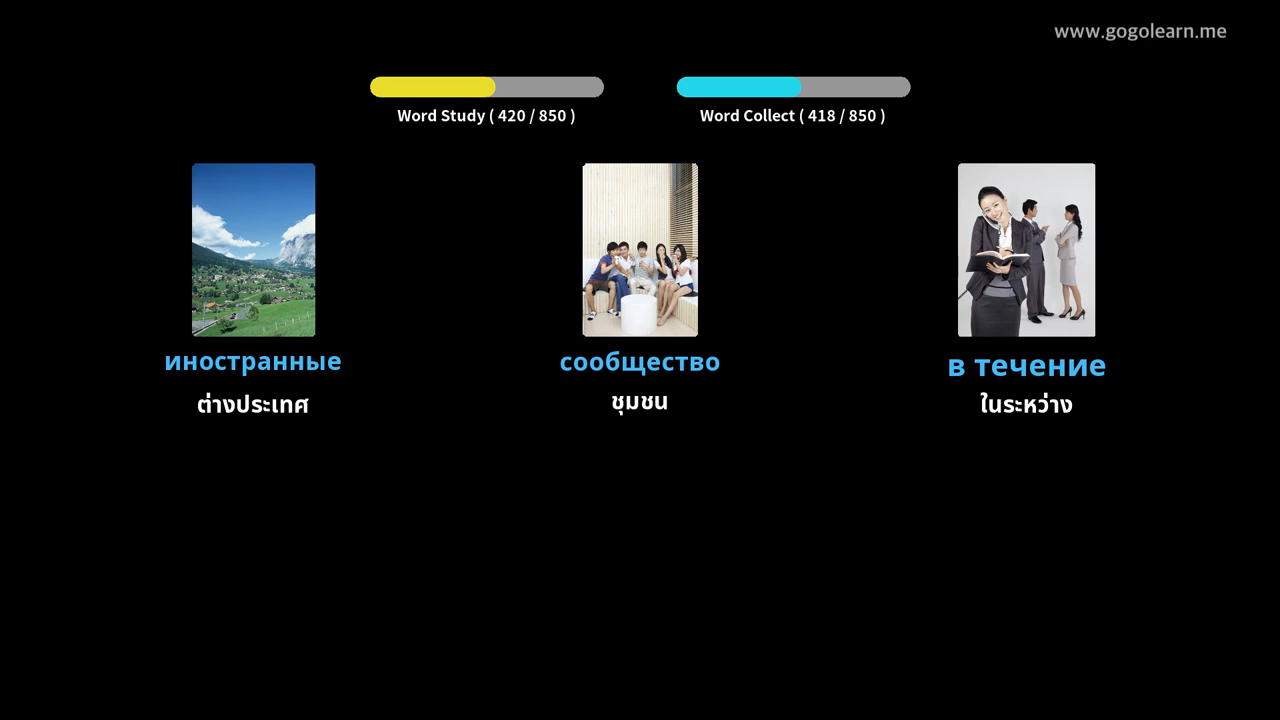 www.gogolearn.me
Word Study ( 420 / 850 )
Word Collect ( 418 / 850 )
иностранные
сообщество
в течение
ต่างประเทศ
ชุมชน
ในระหว่าง